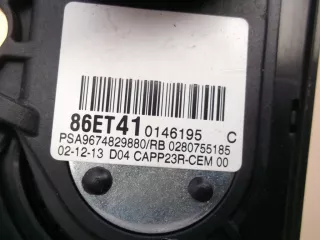 86ET41 0146195 C
PSA9674829880/RB 0280755185
02-12-13 D04 CAPP23R-CEM 00